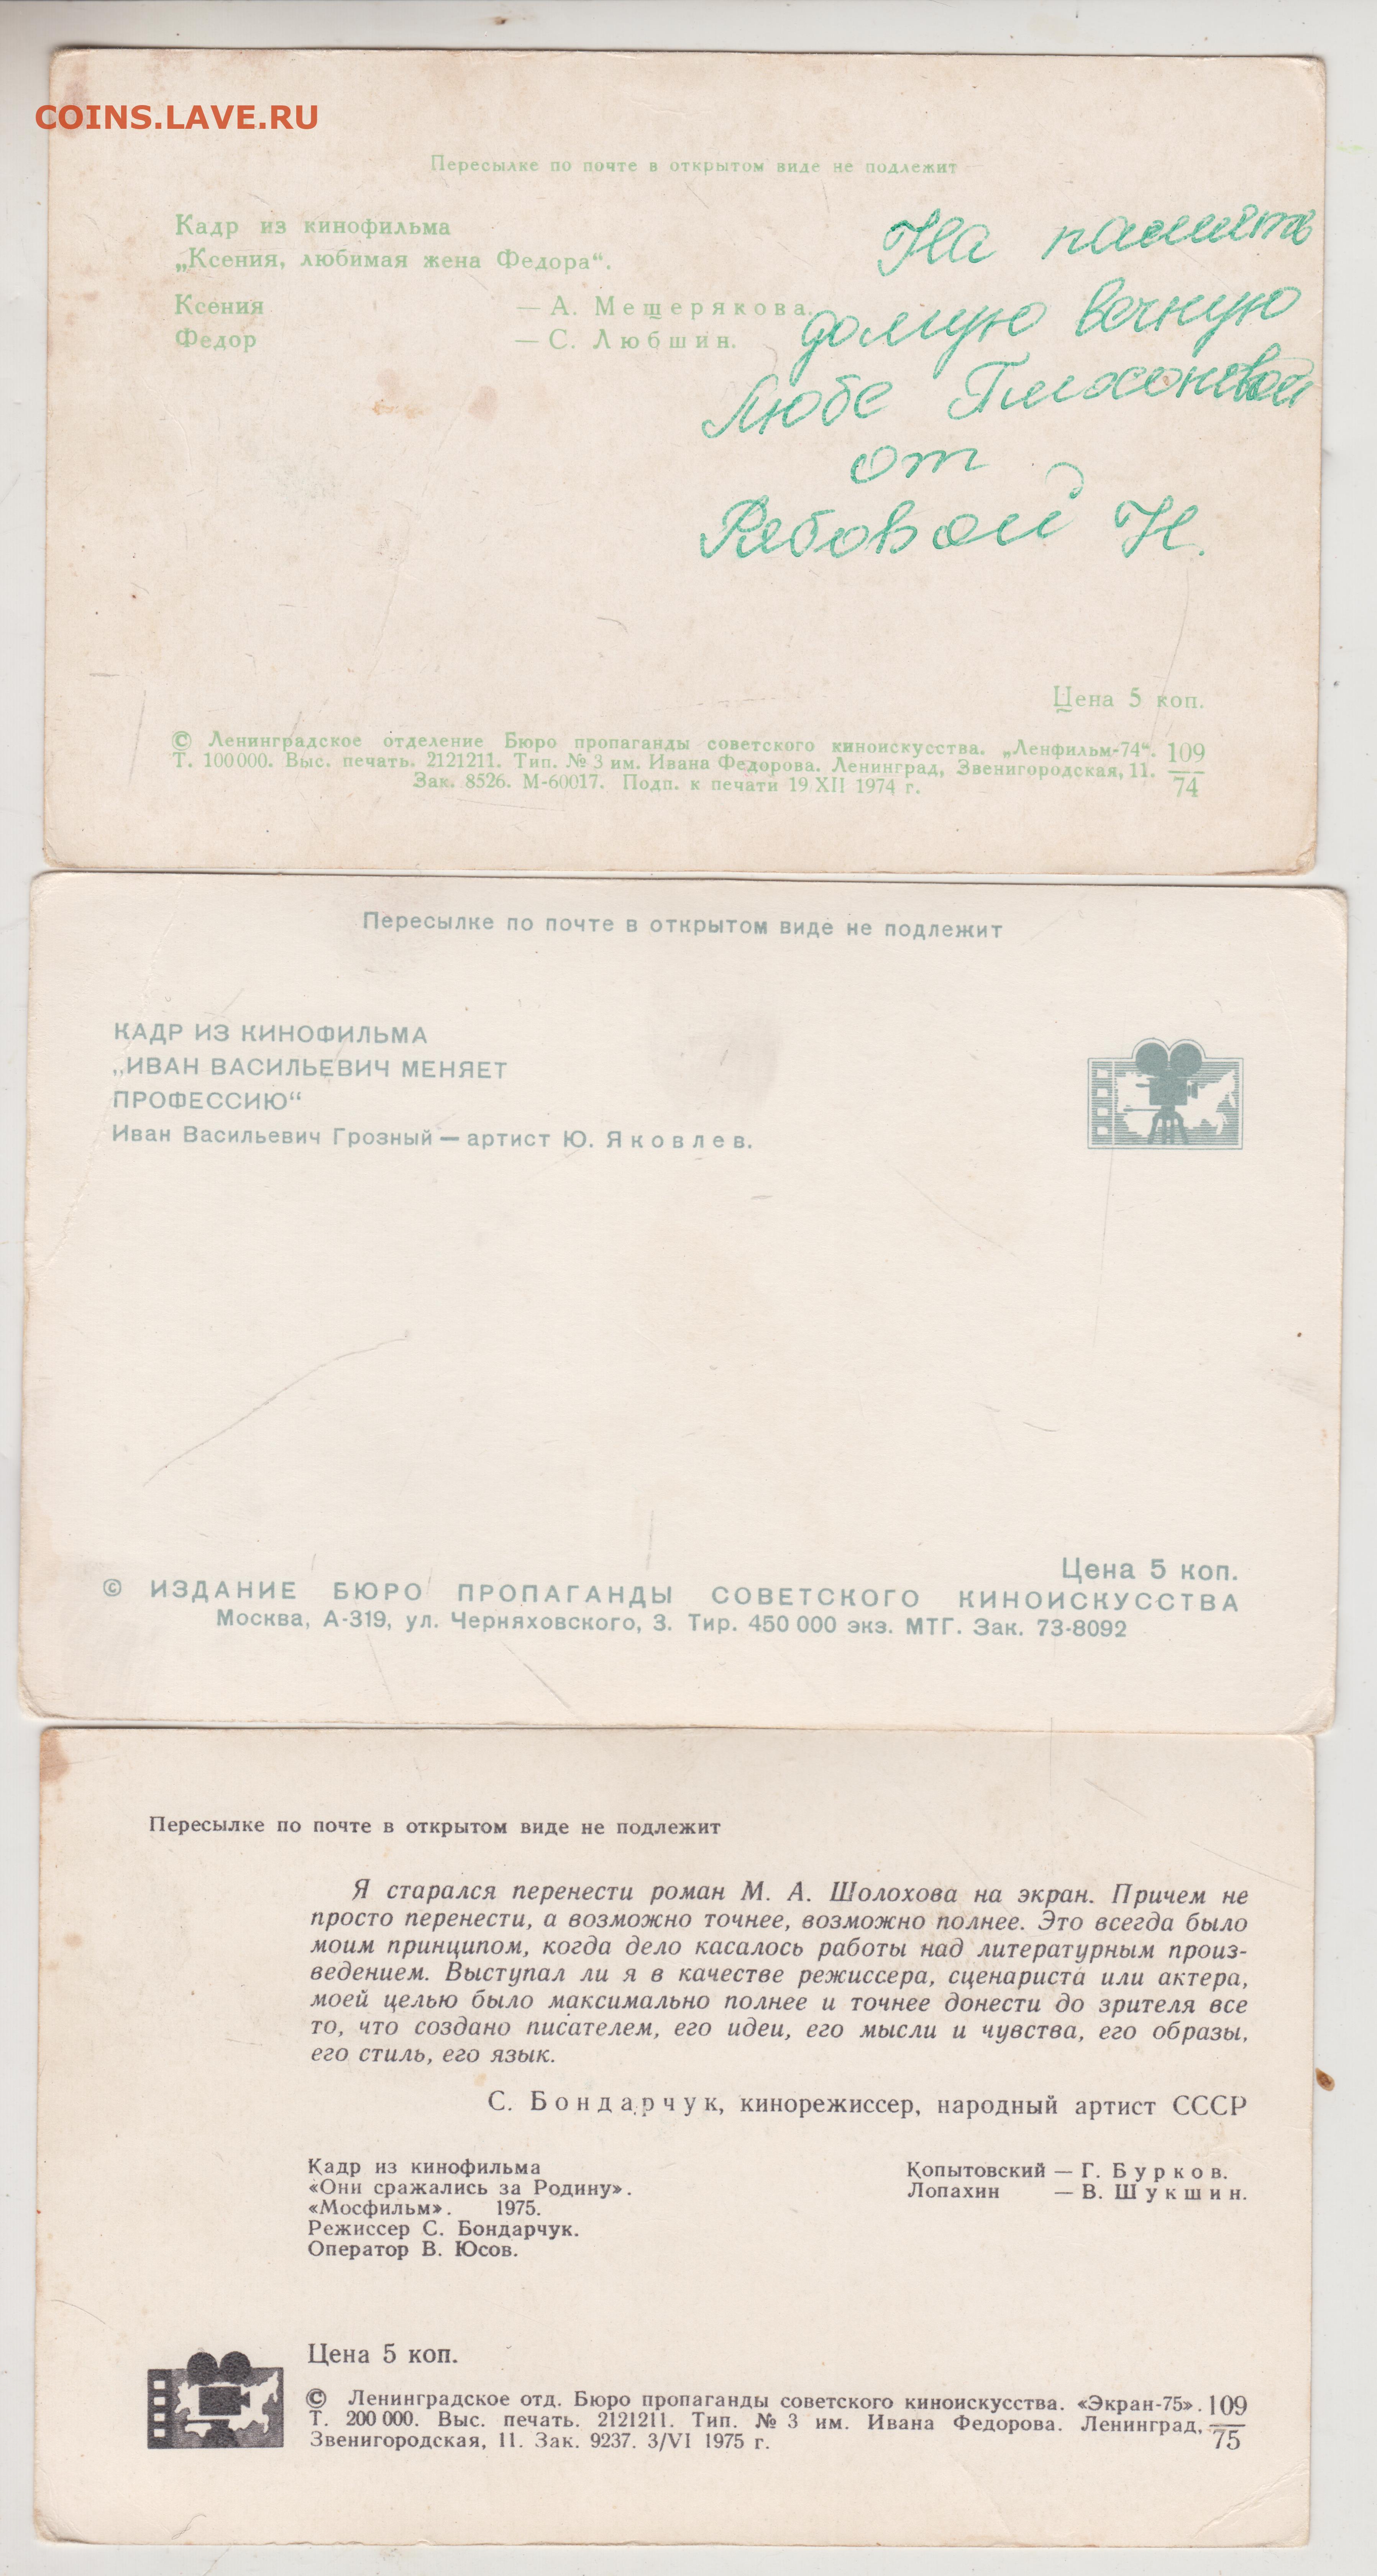 COINS.LAVE.RU
Пересылке по почте в открытом виде не подлежит
Кадр из кинофильма
„Ксения, любимая жена Федора“.
Ксения — А. Мещерякова.
Федор — С. Любшин.
На память
долгую вечную
Любе
от
Рябовой Н.
Цена 5 коп.
© Ленинградское отделение Бюро пропаганды советского киноискусства. „Ленфильм-74“. 109
Т. 100000. Выс. печать. 2121211. Тип. № 3 им. Ивана Федорова. Ленинград, Звенигородская, 11.
Зак. 8526. М-60017. Подп. к печати 19 XII 1974 г. 74
Пересылке по почте в открытом виде не подлежит
КАДР ИЗ КИНОФИЛЬМА
„ИВАН ВАСИЛЬЕВИЧ МЕНЯЕТ
ПРОФЕССИЮ“
Иван Васильевич Грозный — артист Ю. Яковлев.
Цена 5 коп.
© ИЗДАНИЕ БЮРО ПРОПАГАНДЫ СОВЕТСКОГО КИНОИСКУССТВА
Москва, А-319, ул. Черняховского, 3. Тир. 450 000 экз. МТГ. Зак. 73-8092
Пересылке по почте в открытом виде не подлежит
Я старался перенести роман М. А. Шолохова на экран. Причем не
просто перенести, а возможно точнее, возможно полнее. Это всегда было
моим принципом, когда дело касалось работы над литературным произ-
ведением. Выступал ли я в качестве режиссера, сценариста или актера,
моей целью было максимально полнее и точнее донести до зрителя все
то, что создано писателем, его идеи, его мысли и чувства, его образы,
его стиль, его язык.
С. Бондарчук, кинорежиссер, народный артист СССР
Кадр из кинофильма
«Они сражались за Родину».
«Мосфильм». 1975.
Режиссер С. Бондарчук.
Оператор В. Юсов.
Копытовский — Г. Бурков.
Лопахин — В. Шукшин.
Цена 5 коп.
© Ленинградское отд. Бюро пропаганды советского киноискусства. «Экран-75». 109
Т. 200 000. Выс. печать. 2121211. Тип. № 3 им. Ивана Федорова. Ленинград,
Звенигородская, 11. Зак. 9237. 3/VI 1975 г. 75